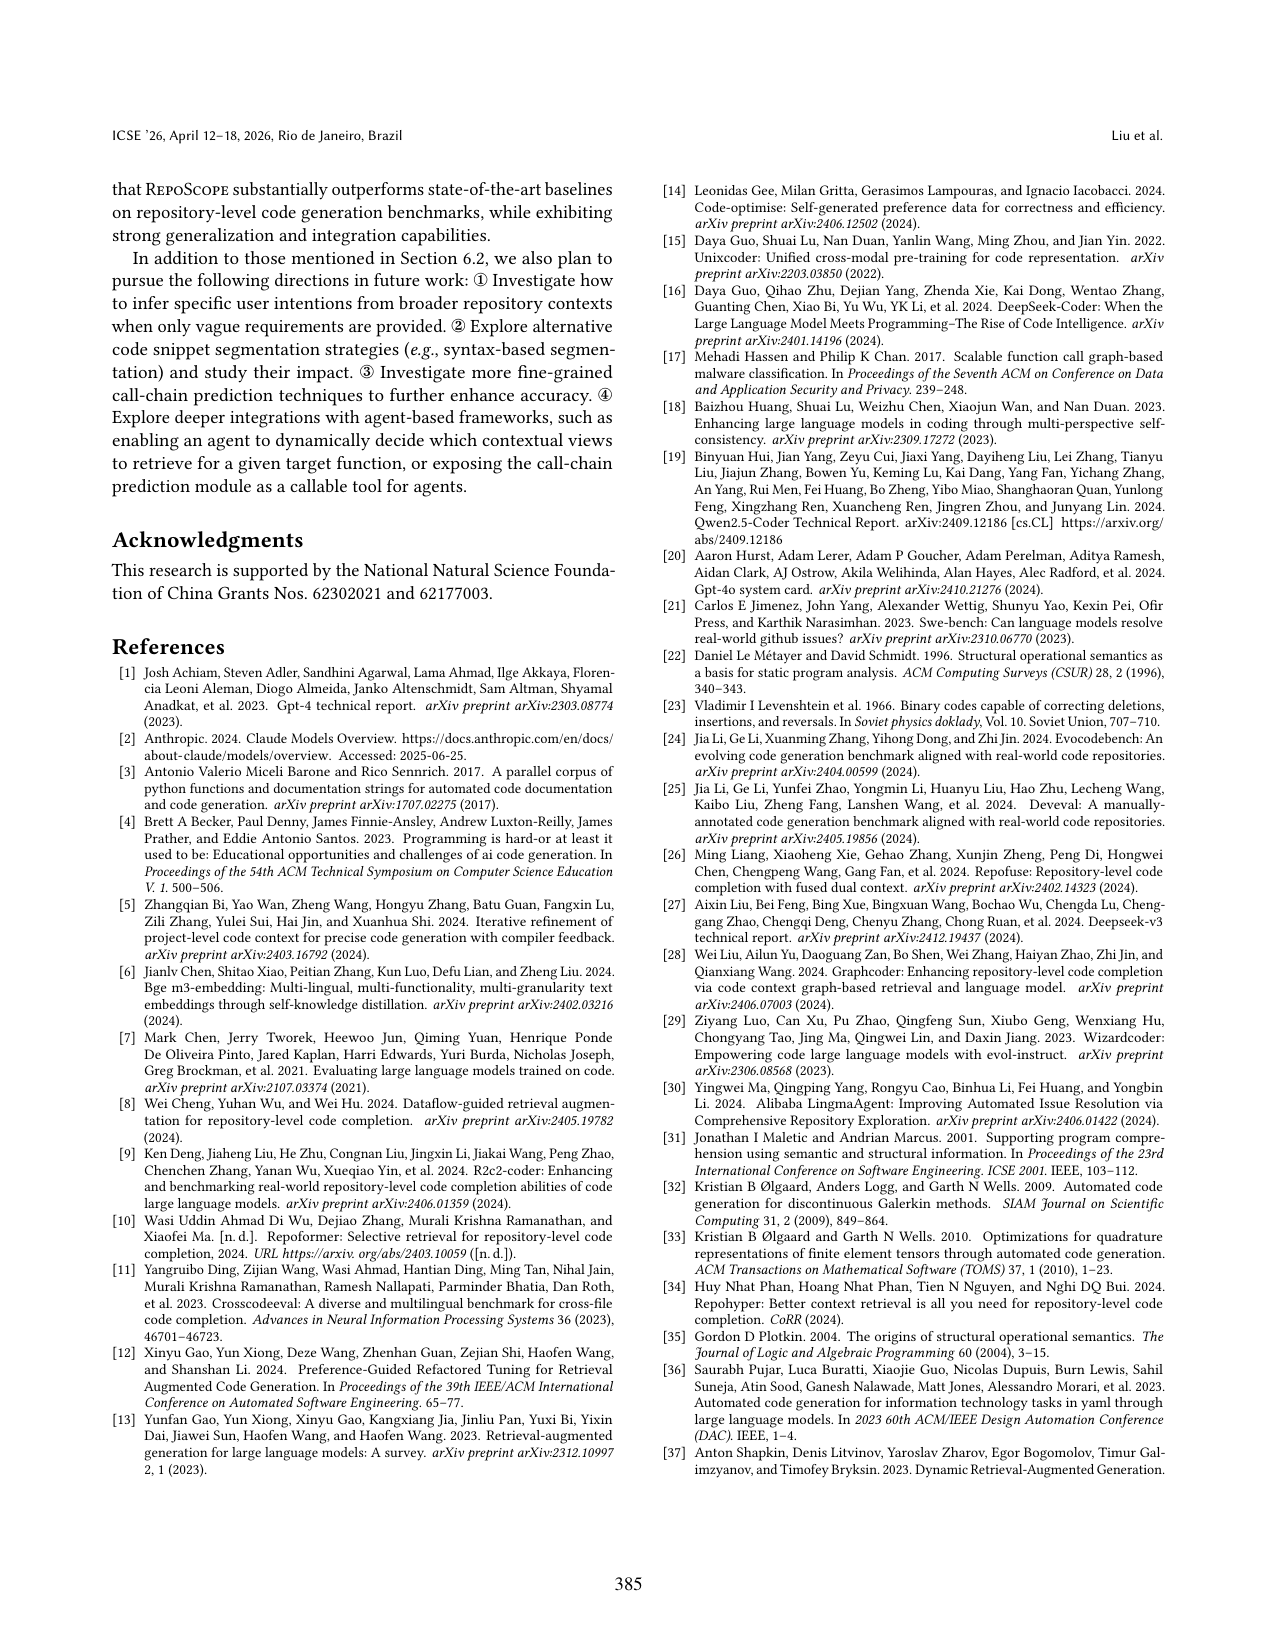 ICSE ’26, April 12–18, 2026, Rio de Janeiro, Brazil
Liu et al.
that RepoScope substantially outperforms state-of-the-art baselines
on repository-level code generation benchmarks, while exhibiting
strong generalization and integration capabilities.
In addition to those mentioned in Section 6.2, we also plan to
pursue the following directions in future work: ① Investigate how
to infer specific user intentions from broader repository contexts
when only vague requirements are provided. ② Explore alternative
code snippet segmentation strategies (e.g., syntax-based segmen-
tation) and study their impact. ③ Investigate more fine-grained
call-chain prediction techniques to further enhance accuracy. ④
Explore deeper integrations with agent-based frameworks, such as
enabling an agent to dynamically decide which contextual views
to retrieve for a given target function, or exposing the call-chain
prediction module as a callable tool for agents.
Acknowledgments
This research is supported by the National Natural Science Founda-
tion of China Grants Nos. 62302021 and 62177003.
References
[1] Josh Achiam, Steven Adler, Sandhini Agarwal, Lama Ahmad, Ilge Akkaya, Floren-
cia Leoni Aleman, Diogo Almeida, Janko Altenschmidt, Sam Altman, Shyamal
Anadkat, et al. 2023. Gpt-4 technical report. arXiv preprint arXiv:2303.08774
(2023).
[2] Anthropic. 2024. Claude Models Overview. https://docs.anthropic.com/en/docs/
about-claude/models/overview. Accessed: 2025-06-25.
[3] Antonio Valerio Miceli Barone and Rico Sennrich. 2017. A parallel corpus of
python functions and documentation strings for automated code documentation
and code generation. arXiv preprint arXiv:1707.02275 (2017).
[4] Brett A Becker, Paul Denny, James Finnie-Ansley, Andrew Luxton-Reilly, James
Prather, and Eddie Antonio Santos. 2023. Programming is hard-or at least it
used to be: Educational opportunities and challenges of ai code generation. In
Proceedings of the 54th ACM Technical Symposium on Computer Science Education
V. 1. 500–506.
[5] Zhangqian Bi, Yao Wan, Zheng Wang, Hongyu Zhang, Batu Guan, Fangxin Lu,
Zili Zhang, Yulei Sui, Hai Jin, and Xuanhua Shi. 2024. Iterative refinement of
project-level code context for precise code generation with compiler feedback.
arXiv preprint arXiv:2403.16792 (2024).
[6] Jianlv Chen, Shitao Xiao, Peitian Zhang, Kun Luo, Defu Lian, and Zheng Liu. 2024.
Bge m3-embedding: Multi-lingual, multi-functionality, multi-granularity text
embeddings through self-knowledge distillation. arXiv preprint arXiv:2402.03216
(2024).
[7] Mark Chen, Jerry Tworek, Heewoo Jun, Qiming Yuan, Henrique Ponde
De Oliveira Pinto, Jared Kaplan, Harri Edwards, Yuri Burda, Nicholas Joseph,
Greg Brockman, et al. 2021. Evaluating large language models trained on code.
arXiv preprint arXiv:2107.03374 (2021).
[8] Wei Cheng, Yuhan Wu, and Wei Hu. 2024. Dataflow-guided retrieval augmen-
tation for repository-level code completion. arXiv preprint arXiv:2405.19782
(2024).
[9] Ken Deng, Jiaheng Liu, He Zhu, Congnan Liu, Jingxin Li, Jiakai Wang, Peng Zhao,
Chenchen Zhang, Yanan Wu, Xueqiao Yin, et al. 2024. R2c2-coder: Enhancing
and benchmarking real-world repository-level code completion abilities of code
large language models. arXiv preprint arXiv:2406.01359 (2024).
[10] Wasi Uddin Ahmad Di Wu, Dejiao Zhang, Murali Krishna Ramanathan, and
Xiaofei Ma. [n. d.]. Repoformer: Selective retrieval for repository-level code
completion, 2024. URL https://arxiv. org/abs/2403.10059 ([n. d.]).
[11] Yangruibo Ding, Zijian Wang, Wasi Ahmad, Hantian Ding, Ming Tan, Nihal Jain,
Murali Krishna Ramanathan, Ramesh Nallapati, Parminder Bhatia, Dan Roth,
et al. 2023. Crosscodeeval: A diverse and multilingual benchmark for cross-file
code completion. Advances in Neural Information Processing Systems 36 (2023),
46701–46723.
[12] Xinyu Gao, Yun Xiong, Deze Wang, Zhenhan Guan, Zejian Shi, Haofen Wang,
and Shanshan Li. 2024. Preference-Guided Refactored Tuning for Retrieval
Augmented Code Generation. In Proceedings of the 39th IEEE/ACM International
Conference on Automated Software Engineering. 65–77.
[13] Yunfan Gao, Yun Xiong, Xinyu Gao, Kangxiang Jia, Jinliu Pan, Yuxi Bi, Yixin
Dai, Jiawei Sun, Haofen Wang, and Haofen Wang. 2023. Retrieval-augmented
generation for large language models: A survey. arXiv preprint arXiv:2312.10997
2, 1 (2023).
[14] Leonidas Gee, Milan Gritta, Gerasimos Lampouras, and Ignacio Iacobacci. 2024.
Code-optimise: Self-generated preference data for correctness and efficiency.
arXiv preprint arXiv:2406.12502 (2024).
[15] Daya Guo, Shuai Lu, Nan Duan, Yanlin Wang, Ming Zhou, and Jian Yin. 2022.
Unixcoder: Unified cross-modal pre-training for code representation. arXiv
preprint arXiv:2203.03850 (2022).
[16] Daya Guo, Qihao Zhu, Dejian Yang, Zhenda Xie, Kai Dong, Wentao Zhang,
Guanting Chen, Xiao Bi, Yu Wu, YK Li, et al. 2024. DeepSeek-Coder: When the
Large Language Model Meets Programming–The Rise of Code Intelligence. arXiv
preprint arXiv:2401.14196 (2024).
[17] Mehadi Hassen and Philip K Chan. 2017. Scalable function call graph-based
malware classification. In Proceedings of the Seventh ACM on Conference on Data
and Application Security and Privacy. 239–248.
[18] Baizhou Huang, Shuai Lu, Weizhu Chen, Xiaojun Wan, and Nan Duan. 2023.
Enhancing large language models in coding through multi-perspective self-
consistency. arXiv preprint arXiv:2309.17272 (2023).
[19] Binyuan Hui, Jian Yang, Zeyu Cui, Jiaxi Yang, Dayiheng Liu, Lei Zhang, Tianyu
Liu, Jiajun Zhang, Bowen Yu, Keming Lu, Kai Dang, Yang Fan, Yichang Zhang,
An Yang, Rui Men, Fei Huang, Bo Zheng, Yibo Miao, Shanghaoran Quan, Yunlong
Feng, Xingzhang Ren, Xuancheng Ren, Jingren Zhou, and Junyang Lin. 2024.
Qwen2.5-Coder Technical Report. arXiv:2409.12186 [cs.CL] https://arxiv.org/
abs/2409.12186
[20] Aaron Hurst, Adam Lerer, Adam P Goucher, Adam Perelman, Aditya Ramesh,
Aidan Clark, AJ Ostrow, Akila Welihinda, Alan Hayes, Alec Radford, et al. 2024.
Gpt-4o system card. arXiv preprint arXiv:2410.21276 (2024).
[21] Carlos E Jimenez, John Yang, Alexander Wettig, Shunyu Yao, Kexin Pei, Ofir
Press, and Karthik Narasimhan. 2023. Swe-bench: Can language models resolve
real-world github issues? arXiv preprint arXiv:2310.06770 (2023).
[22] Daniel Le Métayer and David Schmidt. 1996. Structural operational semantics as
a basis for static program analysis. ACM Computing Surveys (CSUR) 28, 2 (1996),
340–343.
[23] Vladimir I Levenshtein et al. 1966. Binary codes capable of correcting deletions,
insertions, and reversals. In Soviet physics doklady, Vol. 10. Soviet Union, 707–710.
[24] Jia Li, Ge Li, Xuanming Zhang, Yihong Dong, and Zhi Jin. 2024. Evocodebench: An
evolving code generation benchmark aligned with real-world code repositories.
arXiv preprint arXiv:2404.00599 (2024).
[25] Jia Li, Ge Li, Yunfei Zhao, Yongmin Li, Huanyu Liu, Hao Zhu, Lecheng Wang,
Kaibo Liu, Zheng Fang, Lanshen Wang, et al. 2024. Deveval: A manually-
annotated code generation benchmark aligned with real-world code repositories.
arXiv preprint arXiv:2405.19856 (2024).
[26] Ming Liang, Xiaoheng Xie, Gehao Zhang, Xunjin Zheng, Peng Di, Hongwei
Chen, Chengpeng Wang, Gang Fan, et al. 2024. Repofuse: Repository-level code
completion with fused dual context. arXiv preprint arXiv:2402.14323 (2024).
[27] Aixin Liu, Bei Feng, Bing Xue, Bingxuan Wang, Bochao Wu, Chengda Lu, Cheng-
gang Zhao, Chengqi Deng, Chenyu Zhang, Chong Ruan, et al. 2024. Deepseek-v3
technical report. arXiv preprint arXiv:2412.19437 (2024).
[28] Wei Liu, Ailun Yu, Daoguang Zan, Bo Shen, Wei Zhang, Haiyan Zhao, Zhi Jin, and
Qianxiang Wang. 2024. Graphcoder: Enhancing repository-level code completion
via code context graph-based retrieval and language model. arXiv preprint
arXiv:2406.07003 (2024).
[29] Ziyang Luo, Can Xu, Pu Zhao, Qingfeng Sun, Xiubo Geng, Wenxiang Hu,
Chongyang Tao, Jing Ma, Qingwei Lin, and Daxin Jiang. 2023. Wizardcoder:
Empowering code large language models with evol-instruct. arXiv preprint
arXiv:2306.08568 (2023).
[30] Yingwei Ma, Qingping Yang, Rongyu Cao, Binhua Li, Fei Huang, and Yongbin
Li. 2024. Alibaba LingmaAgent: Improving Automated Issue Resolution via
Comprehensive Repository Exploration. arXiv preprint arXiv:2406.01422 (2024).
[31] Jonathan I Maletic and Andrian Marcus. 2001. Supporting program compre-
hension using semantic and structural information. In Proceedings of the 23rd
International Conference on Software Engineering. ICSE 2001. IEEE, 103–112.
[32] Kristian B Ølgaard, Anders Logg, and Garth N Wells. 2009. Automated code
generation for discontinuous Galerkin methods. SIAM Journal on Scientific
Computing 31, 2 (2009), 849–864.
[33] Kristian B Ølgaard and Garth N Wells. 2010. Optimizations for quadrature
representations of finite element tensors through automated code generation.
ACM Transactions on Mathematical Software (TOMS) 37, 1 (2010), 1–23.
[34] Huy Nhat Phan, Hoang Nhat Phan, Tien N Nguyen, and Nghi DQ Bui. 2024.
Repohyper: Better context retrieval is all you need for repository-level code
completion. CoRR (2024).
[35] Gordon D Plotkin. 2004. The origins of structural operational semantics. The
Journal of Logic and Algebraic Programming 60 (2004), 3–15.
[36] Saurabh Pujar, Luca Buratti, Xiaojie Guo, Nicolas Dupuis, Burn Lewis, Sahil
Suneja, Atin Sood, Ganesh Nalawade, Matt Jones, Alessandro Morari, et al. 2023.
Automated code generation for information technology tasks in yaml through
large language models. In 2023 60th ACM/IEEE Design Automation Conference
(DAC). IEEE, 1–4.
[37] Anton Shapkin, Denis Litvinov, Yaroslav Zharov, Egor Bogomolov, Timur Gal-
imzyanov, and Timofey Bryksin. 2023. Dynamic Retrieval-Augmented Generation.
385